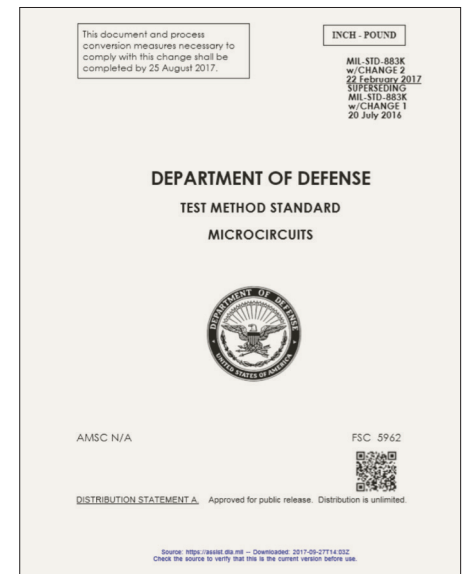 This document and process
conversion measures necessary to
comply with this change shall be
completed by 25 August 2017.
INCH - POUND
MIL-STD-883K
w/CHANGE 2
22 February 2017
SUPERSEDING
MIL-STD-883K
w/CHANGE 1
20 July 2016
DEPARTMENT OF DEFENSE
TEST METHOD STANDARD
MICROCIRCUITS
DEPARTMENT OF DEFENSE
UNITED STATES OF AMERICA
AMSC N/A
FSC 5962
DISTRIBUTION STATEMENT A. Approved for public release. Distribution is unlimited.
Source: https://assist.dla.mil -- Downloaded: 2017-09-27T14:03Z
Check the source to verify that this is the current version before use.